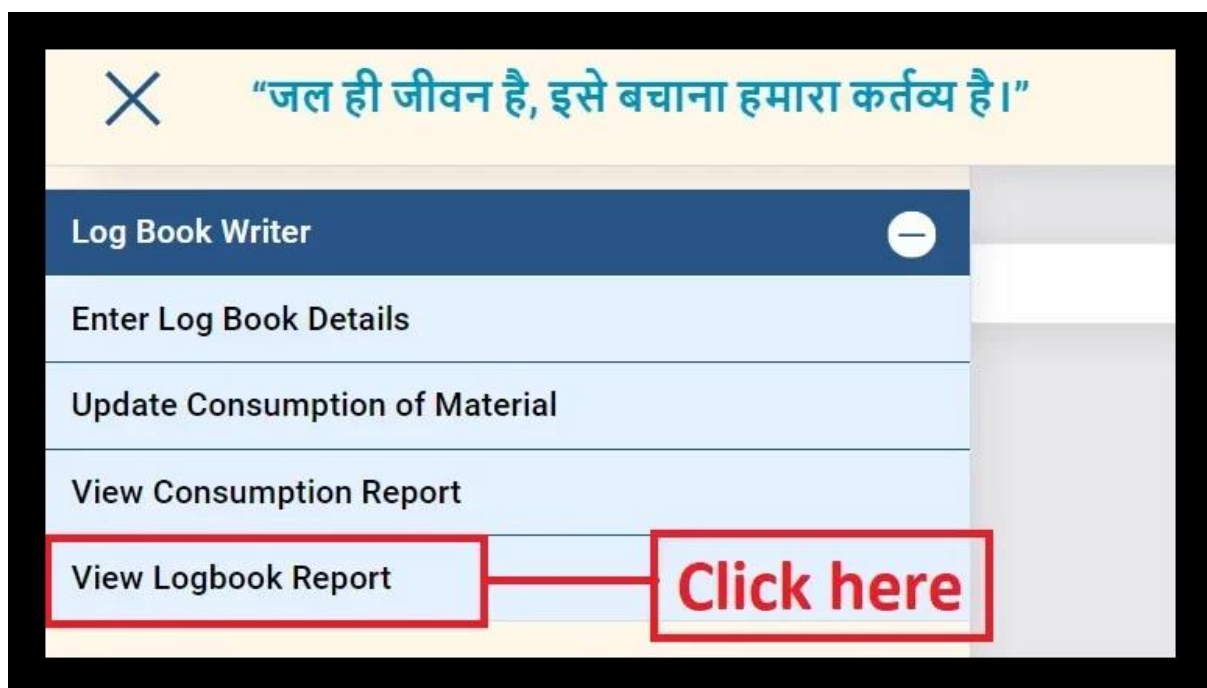 “जल ही जीवन है, इसे बचाना हमारा कर्तव्य है।”
Log Book Writer
Enter Log Book Details
Update Consumption of Material
View Consumption Report
View Logbook Report
Click here